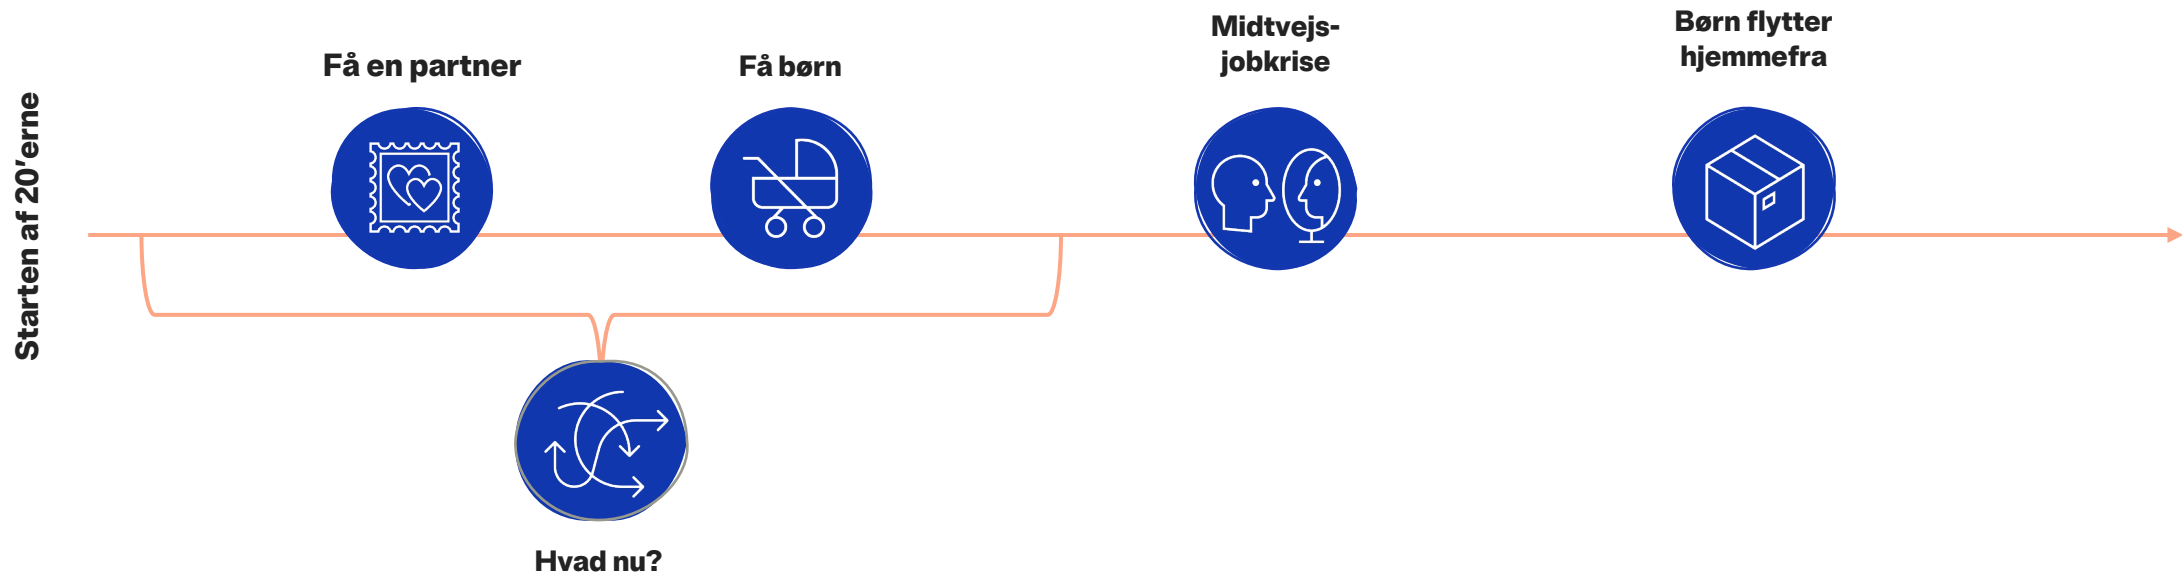 Starten af 20'erne
Få en partner
Få børn
Midtvejs-
jobkrise
Børn flytter
hjemmefra
Hvad nu?